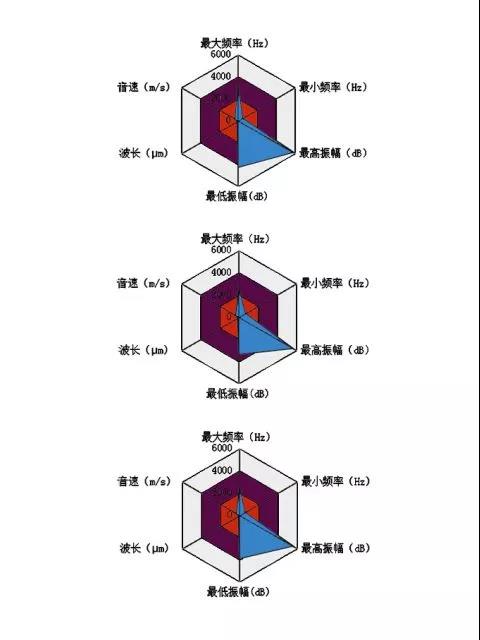 最大频率（Hz）
6000
音速（m/s）
4000
最小频率（Hz）
2000
0
波长（μm）
最高振幅（dB）
最低振幅(dB)
最大频率（Hz）
6000
音速（m/s）
4000
最小频率（Hz）
2000
0
波长（μm）
最高振幅（dB）
最低振幅(dB)
最大频率（Hz）
6000
音速（m/s）
4000
最小频率（Hz）
2000
0
波长（μm）
最高振幅（dB）
最低振幅(dB)